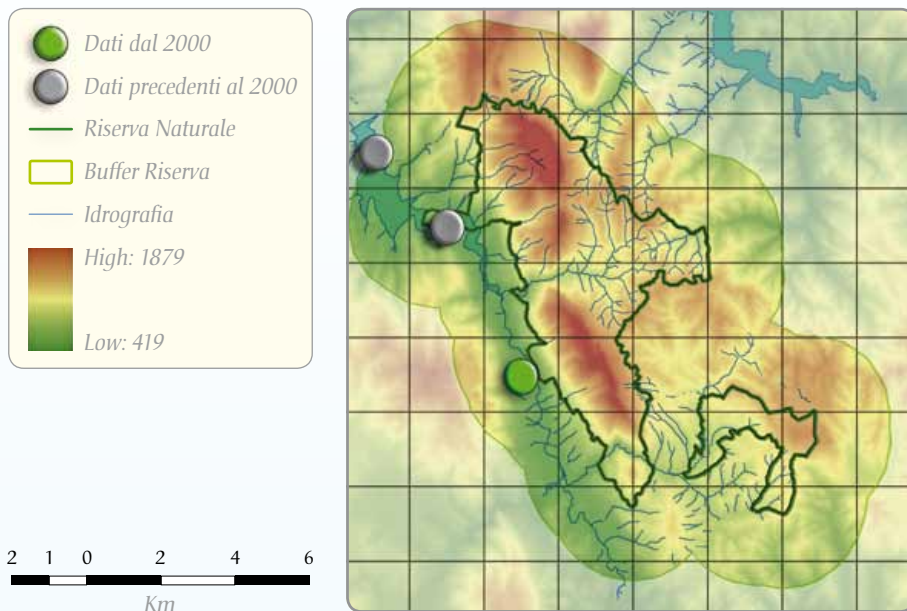 Dati dal 2000
Dati precedenti al 2000
Riserva Naturale
Buffer Riserva
Idrografia
High: 1879
Low: 419
2 1 0 2 4 6
Km